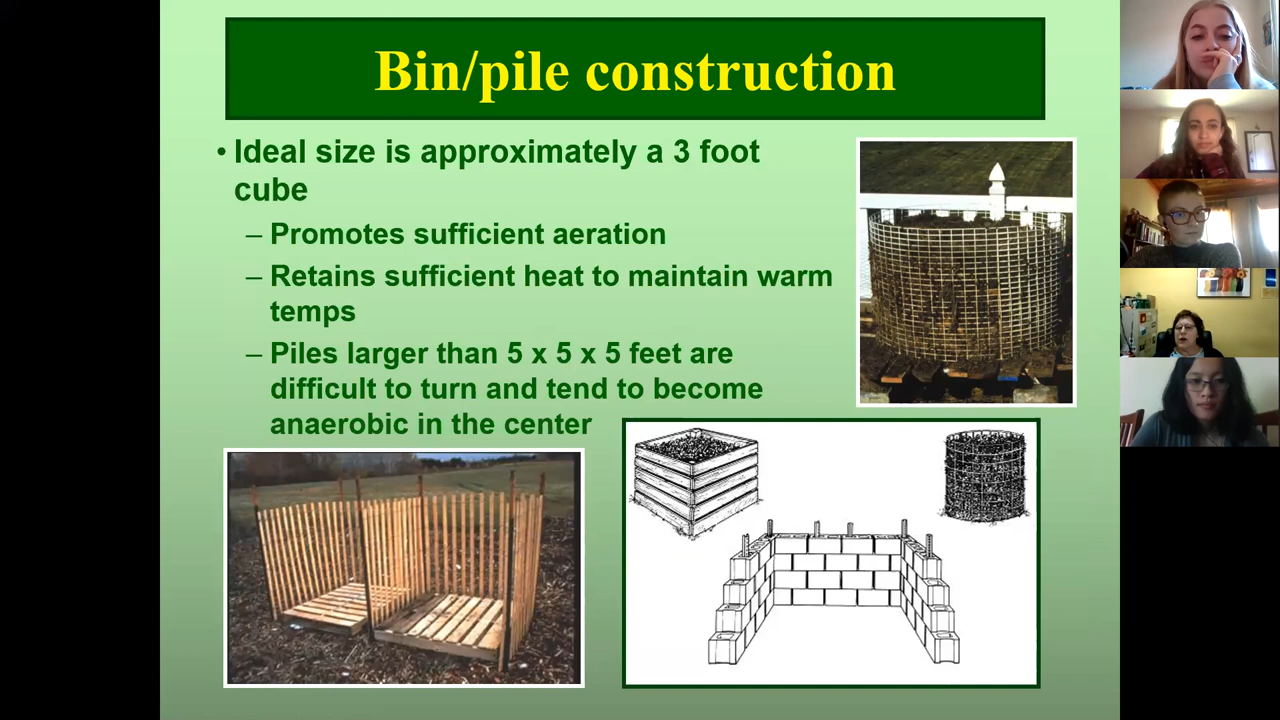 Bin/pile construction
• Ideal size is approximately a 3 foot
cube
– Promotes sufficient aeration
– Retains sufficient heat to maintain warm
temps
– Piles larger than 5 x 5 x 5 feet are
difficult to turn and tend to become
anaerobic in the center